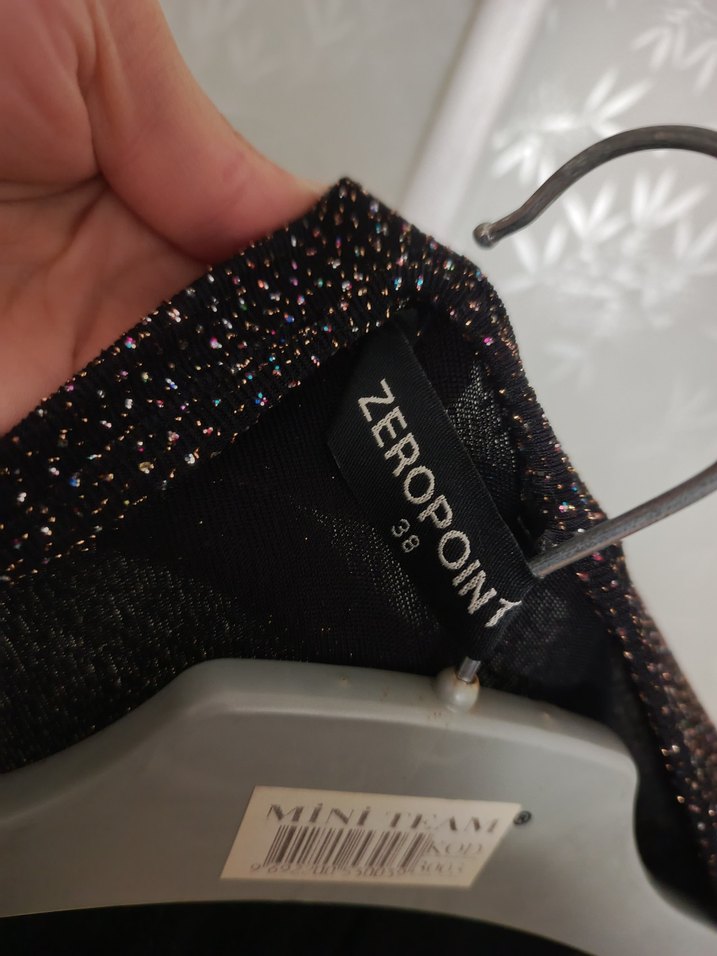 ZEROPOINT
38
MİNİ TEAM ®
KOD